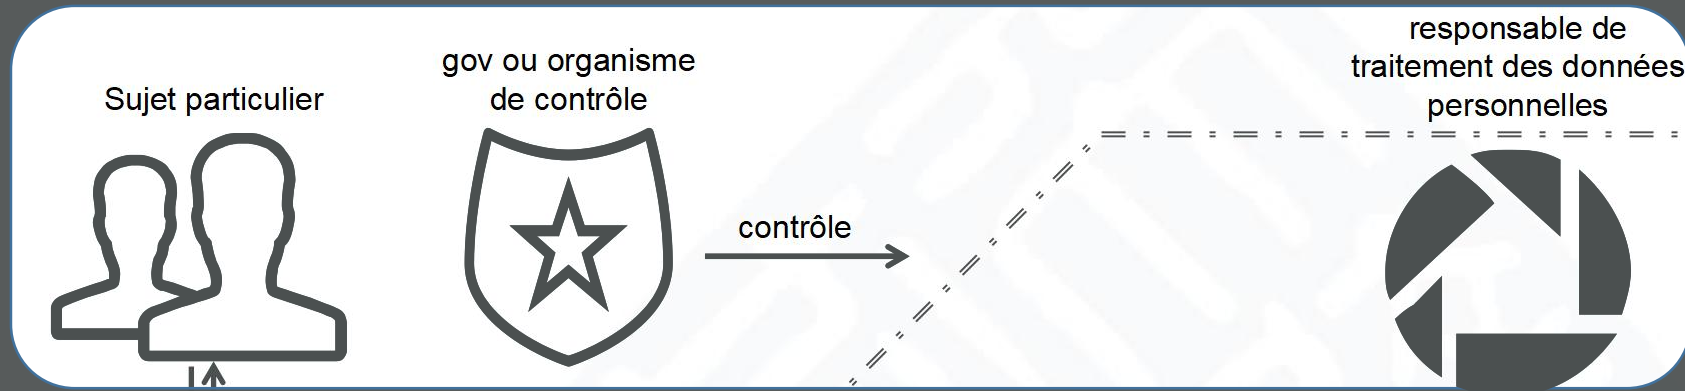 Sujet particulier
gov ou organisme
de contrôle
contrôle
responsable de
traitement des données
personnelles